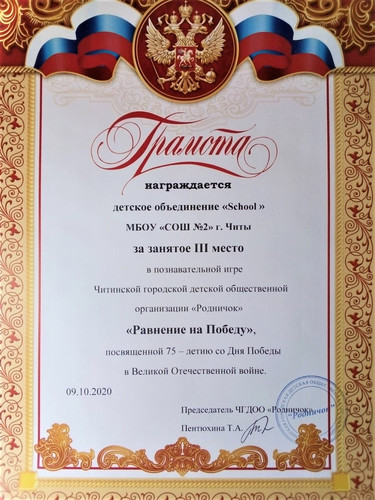 Грамота
награждается
детское объединение «School »
МБОУ «СОШ №2» г. Читы
за занятое III место
в познавательной игре
Читинской городской детской общественной
организации «Родничок»
«Равнение на Победу»,
посвященной 75 – летию со Дня Победы
в Великой Отечественной войне.
09.10.2020
Председатель ЧГДОО «Родничок»
Пентюхина Т.А.
"Родничок"